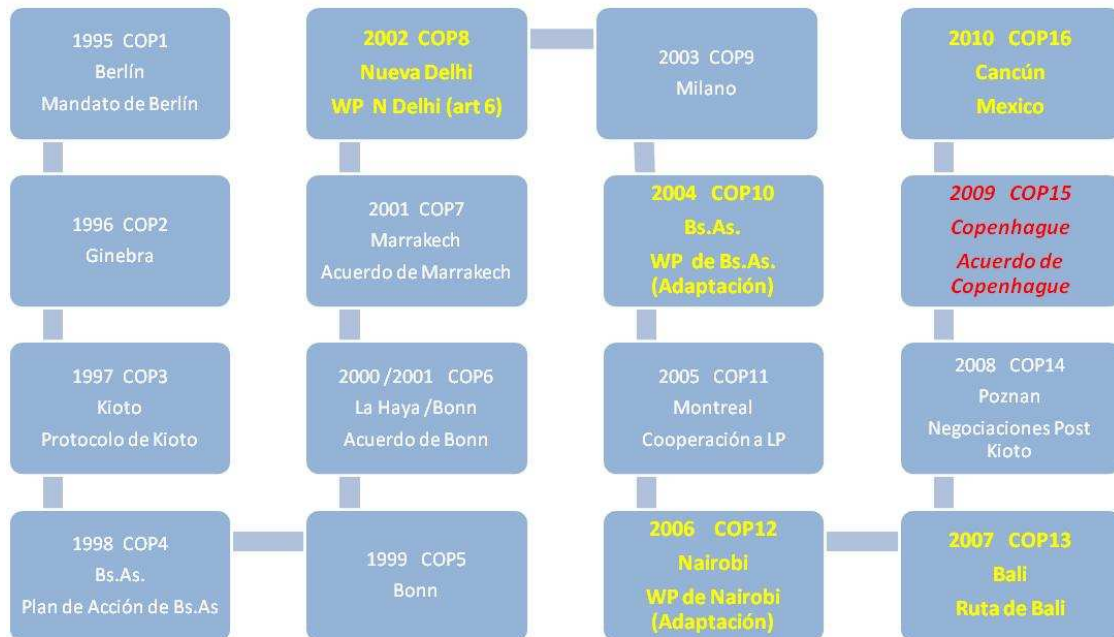 1995 COP1
Berlín
Mandato de Berlín
1996 COP2
Ginebra
1997 COP3
Kioto
Protocolo de Kioto
1998 COP4
Bs.As.
Plan de Acción de Bs.As
1999 COP5
Bonn
2000 /2001 COP6
La Haya /Bonn
Acuerdo de Bonn
2001 COP7
Marrakech
Acuerdo de Marrakech
2002 COP8
Nueva Delhi
WP N Delhi (art 6)
2003 COP9
Milano
2004 COP10
Bs.As.
WP de Bs.As.
(Adaptación)
2005 COP11
Montreal
Cooperación a LP
2006 COP12
Nairobi
WP de Nairobi
(Adaptación)
2007 COP13
Bali
Ruta de Bali
2008 COP14
Poznan
Negociaciones Post
Kioto
2009 COP15
Copenhague
Acuerdo de
Copenhague
2010 COP16
Cancún
Mexico